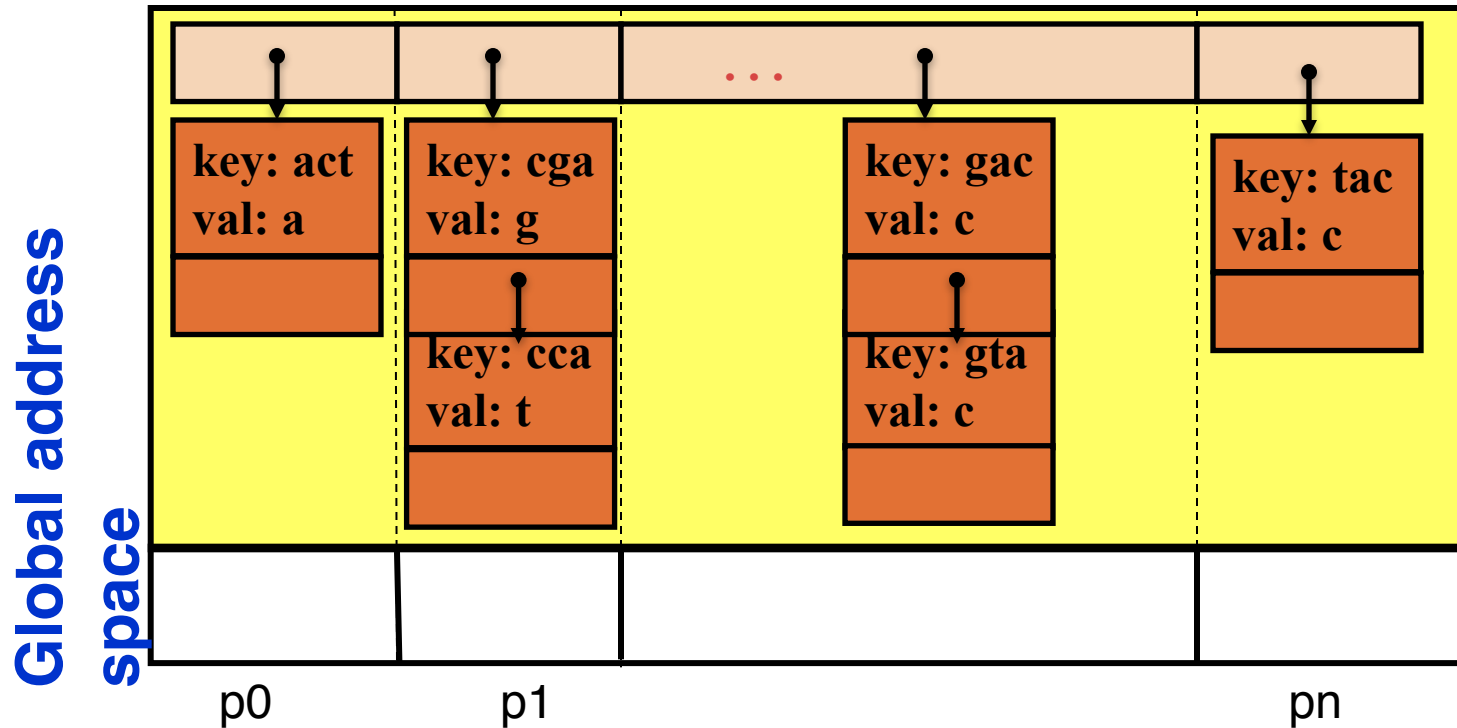 Global address
space
...
key: act
val: a
key: cga
val: g
key: cca
val: t
key: gac
val: c
key: gta
val: c
key: tac
val: c
p0
p1
pn